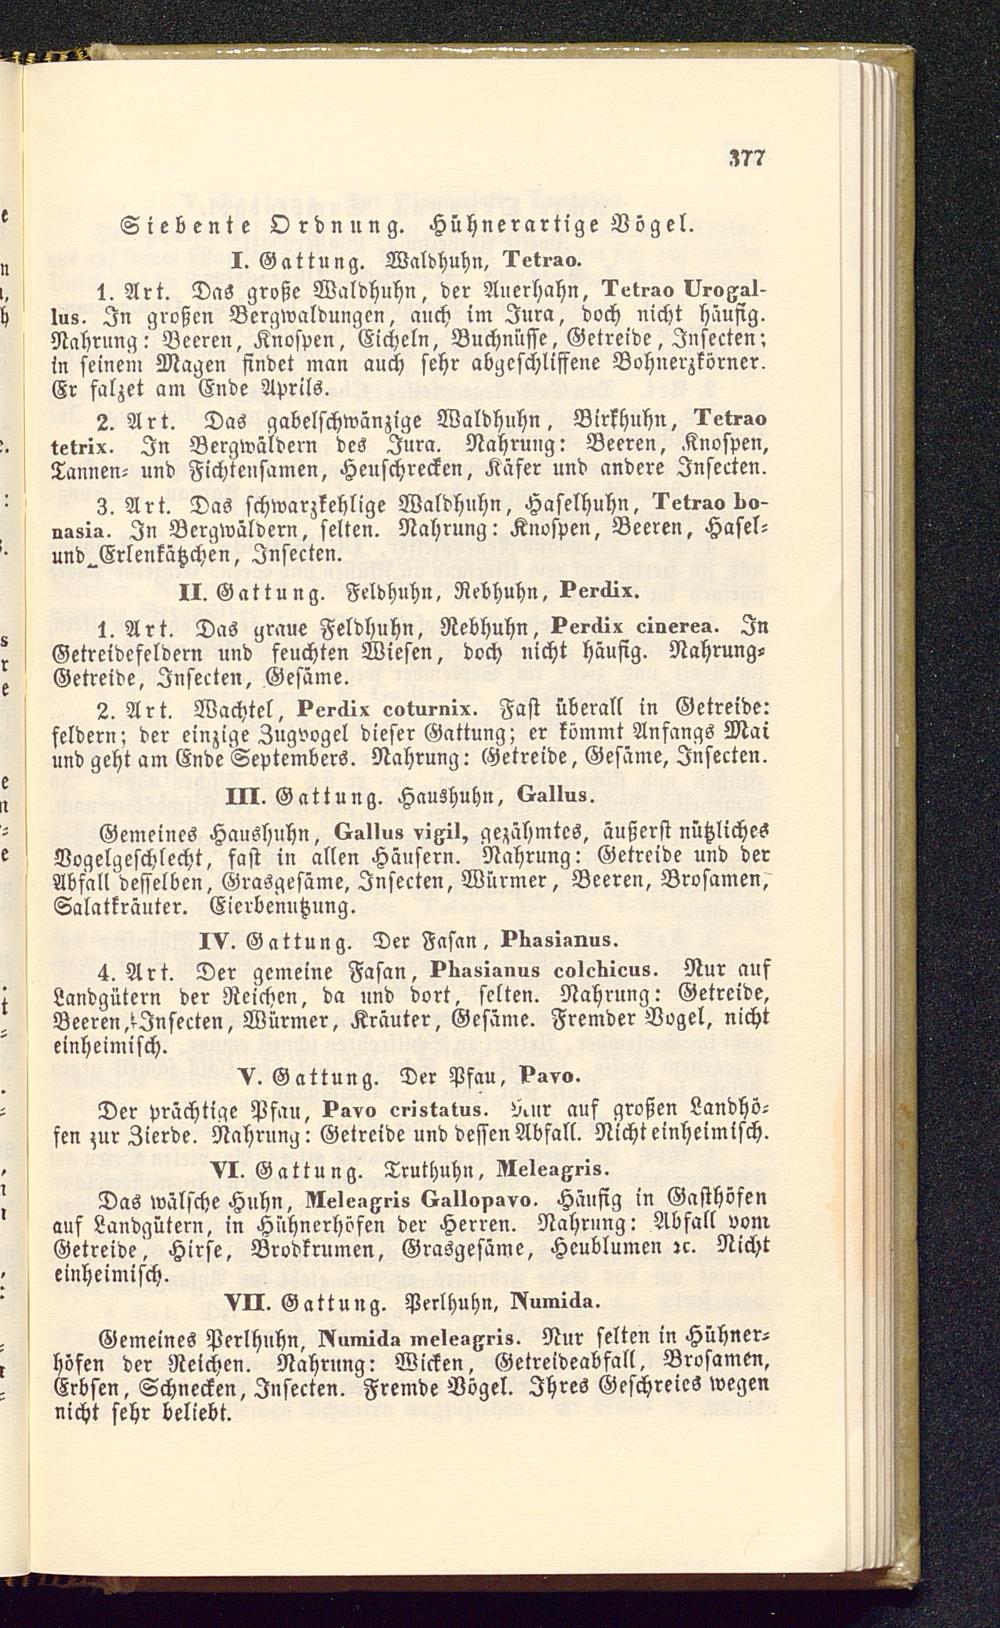 377
Siebente Ordnung. Hühnerartige Vögel.
I. Gattung. Waldhuhn, Tetrao.
1. Art. Das große Waldhuhn, der Auerhahn, Tetrao Urogal-
lus. In großen Bergwaldungen, auch im Jura, doch nicht häufig.
Nahrung: Beeren, Knospen, Eicheln, Buchnüsse, Getreide, Insecten;
in seinem Magen findet man auch sehr abgeschliffene Bohnerzkörner.
Er falzet am Ende Aprils.
2. Art. Das gabelschwänzige Waldhuhn, Birkhuhn, Tetrao
tetrix. In Bergwäldern des Jura. Nahrung: Beeren, Knospen,
Tannen- und Fichtensamen, Heuschrecken, Käfer und andere Insecten.
3. Art. Das schwarzkehlige Waldhuhn, Haselhuhn, Tetrao bo-
nasia. In Bergwäldern, selten. Nahrung: Knospen, Beeren, Hasel-
und Erlenkätzchen, Insecten.
II. Gattung. Feldhuhn, Rebhuhn, Perdix.
1. Art. Das graue Feldhuhn, Rebhuhn, Perdix cinerea. In
Getreidefeldern und feuchten Wiesen, doch nicht häufig. Nahrung-
Getreide, Insecten, Gesäme.
2. Art. Wachtel, Perdix coturnix. Fast überall in Getreide:
feldern; der einzige Zugvogel dieser Gattung; er kömmt Anfangs Mai
und geht am Ende Septembers. Nahrung: Getreide, Gesäme, Insecten.
III. Gattung. Haushuhn, Gallus.
Gemeines Haushuhn, Gallus vigil, gezähmtes, äußerst nützliches
Vogelgeschlecht, fast in allen Häusern. Nahrung: Getreide und der
Abfall desselben, Grasgesäme, Insecten, Würmer, Beeren, Brosamen,
Salatkräuter. Eierbenutzung.
IV. Gattung. Der Fasan, Phasianus.
4. Art. Der gemeine Fasan, Phasianus colchicus. Nur auf
Landgütern der Reichen, da und dort, selten. Nahrung: Getreide,
Beeren, Insecten, Würmer, Kräuter, Gesäme. Fremder Vogel, nicht
einheimisch.
V. Gattung. Der Pfau, Pavo.
Der prächtige Pfau, Pavo cristatus. Nur auf großen Landhö-
fen zur Zierde. Nahrung: Getreide und dessen Abfall. Nicht einheimisch.
VI. Gattung. Truthuhn, Meleagris.
Das wälsche Huhn, Meleagris Gallopavo. Häufig in Gasthöfen
auf Landgütern, in Hühnerhöfen der Herren. Nahrung: Abfall vom
Getreide, Hirse, Brodkrumen, Grasgesäme, Heublumen ꝛc. Nicht
einheimisch.
VII. Gattung. Perlhuhn, Numida.
Gemeines Perlhuhn, Numida meleagris. Nur selten in Hühner-
höfen der Reichen. Nahrung: Wicken, Getreideabfall, Brosamen,
Erbsen, Schnecken, Insecten. Fremde Vögel. Ihres Geschreies wegen
nicht sehr beliebt.